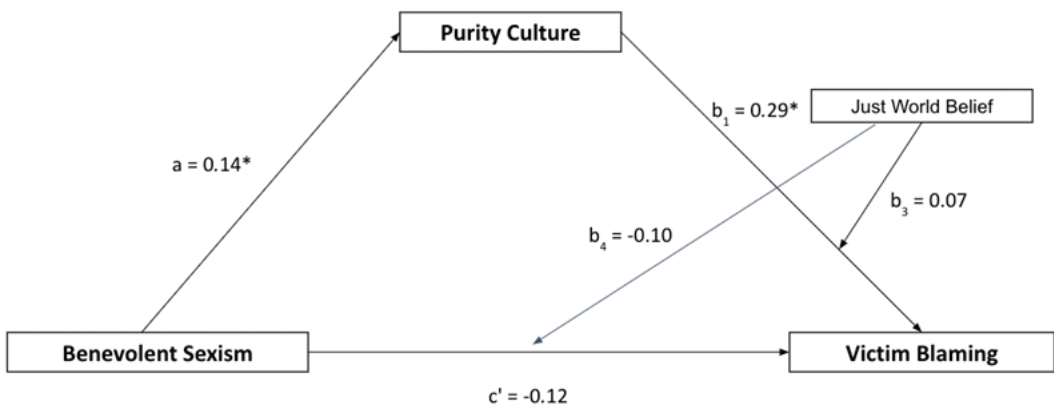 Purity Culture
b₁ = 0.29*
Just World Belief
a = 0.14*
b₃ = 0.07
b₄ = -0.10
Benevolent Sexism
Victim Blaming
c' = -0.12